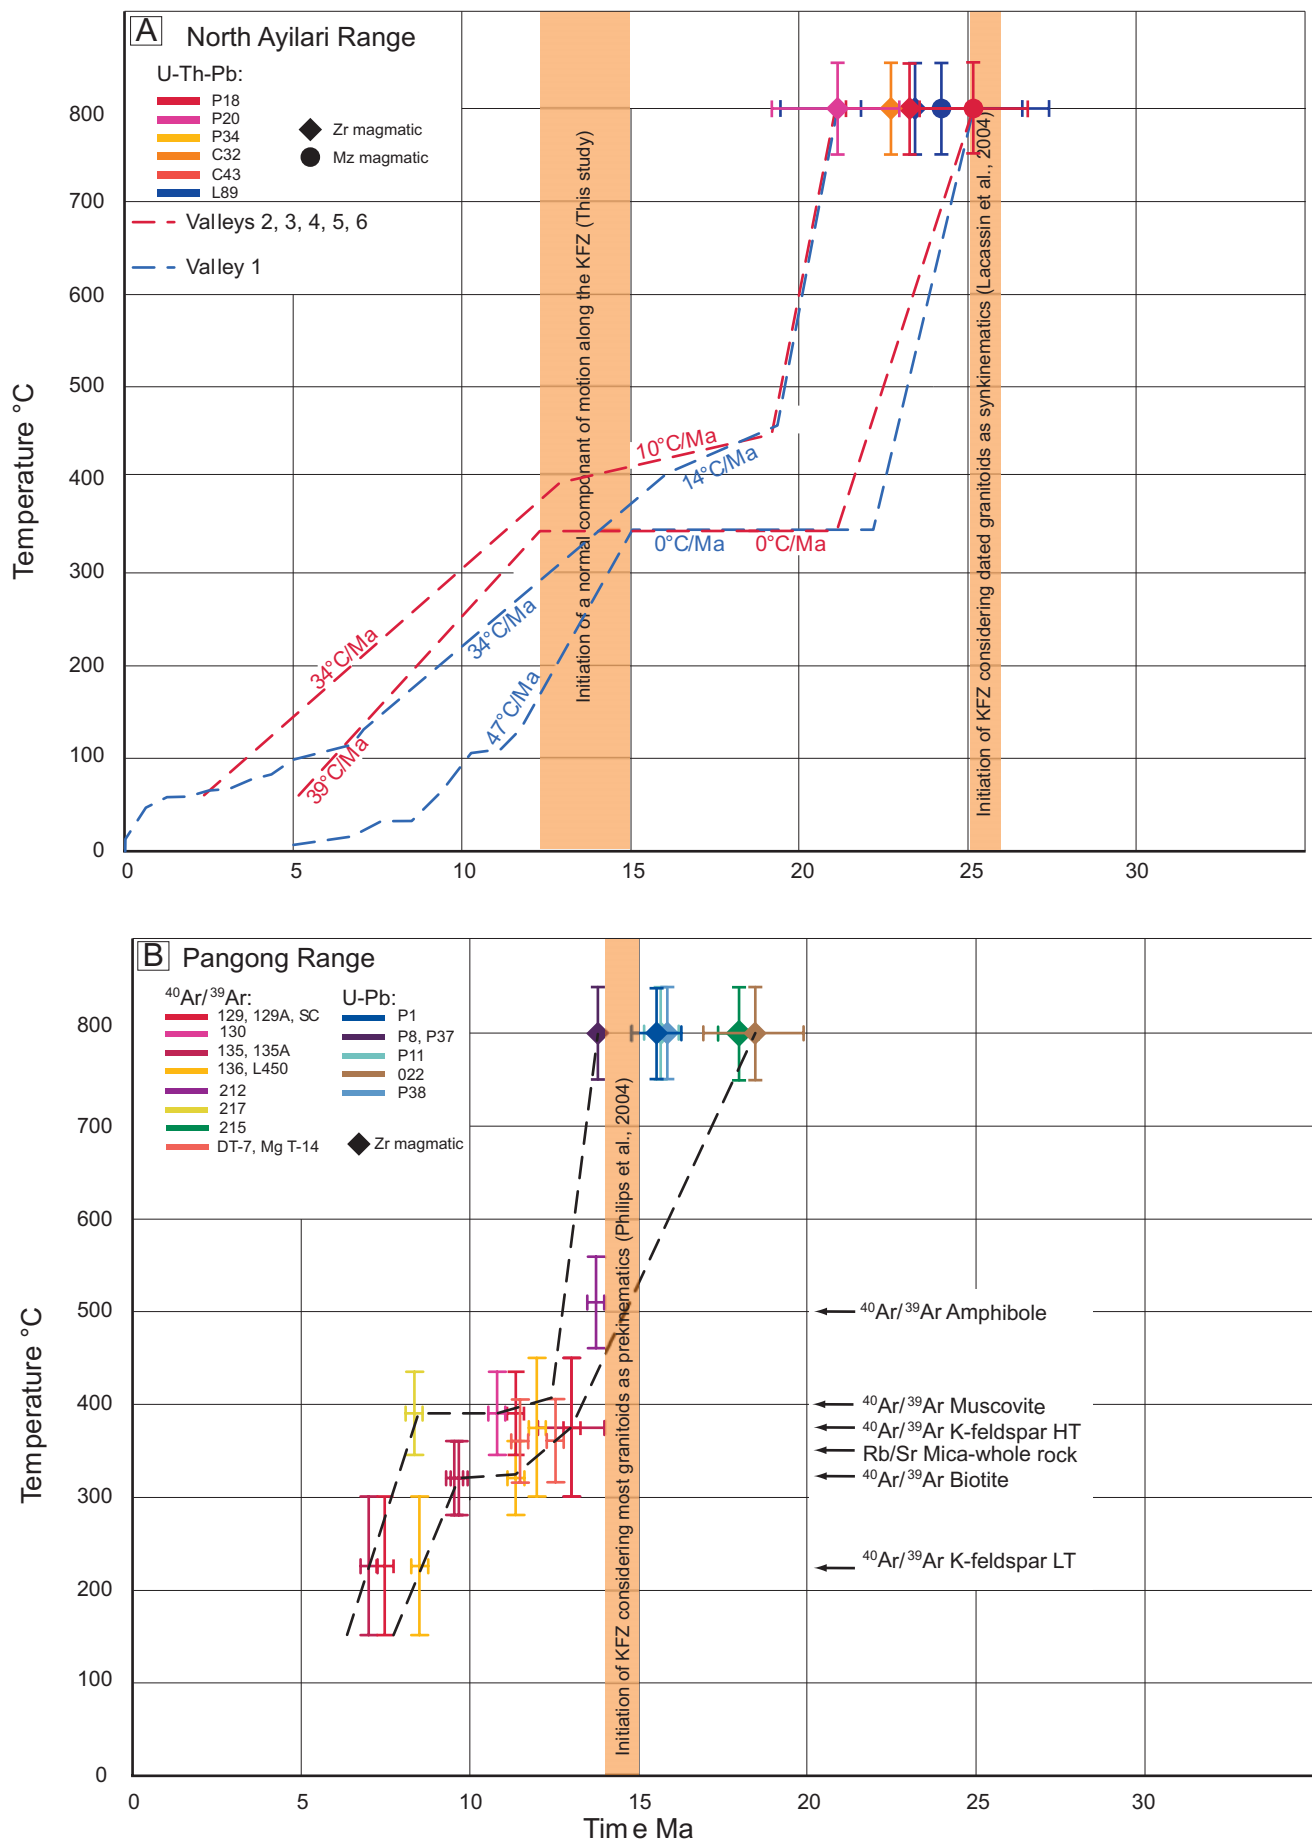 A North Ayilari Range
U-Th-Pb:
P18
P20
P34
C32
C43
L89
Zr magmatic
Mz magmatic
Valleys 2, 3, 4, 5, 6
Valley 1
Temperature °C
800
700
600
500
400
300
200
100
0
0 5 10 15 20 25 30
10°C/Ma
14°C/Ma
0°C/Ma 0°C/Ma
34°C/Ma
34°C/Ma
39°C/Ma
47°C/Ma
Initiation of a normal componant of motion along the KFZ (This study)
Initiation of KFZ considering dated granitoids as synkinematics (Lacassin et al., 2004)
B Pangong Range
40Ar/39Ar:
129, 129A, SC
130
135, 135A
136, L450
212
217
215
DT-7, Mg T-14
U-Pb:
P1
P8, P37
P11
022
P38
Zr magmatic
Temperature °C
800
700
600
500
400
300
200
100
0
Initiation of KFZ considering most granitoids as prekinematics (Philips et al., 2004)
40Ar/39Ar Amphibole
40Ar/39Ar Muscovite
40Ar/39Ar K-feldspar HT
Rb/Sr Mica-whole rock
40Ar/39Ar Biotite
40Ar/39Ar K-feldspar LT
0 5 10 15 20 25 30
Time Ma